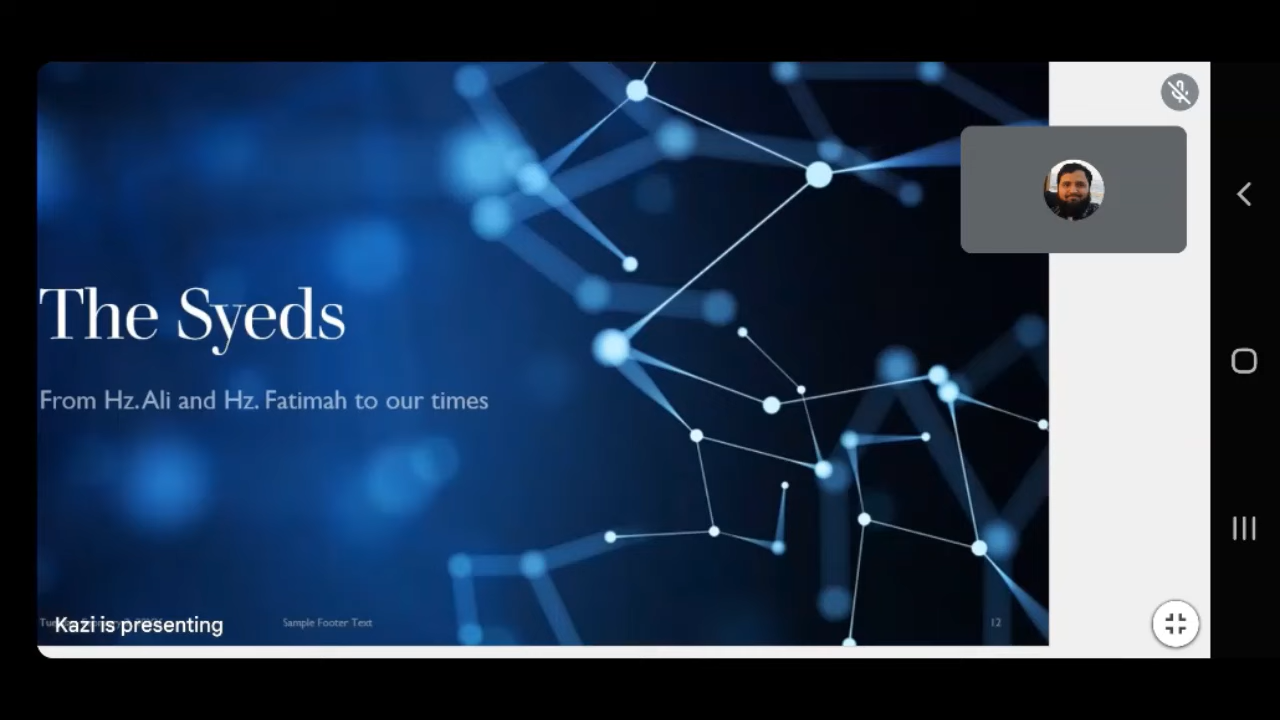 The Syeds
From Hz. Ali and Hz. Fatimah to our times
Kazi is presenting
Sample Footer Text
12